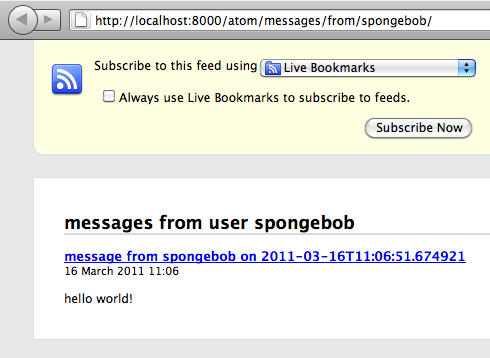 http://localhost:8000/atom/messages/from/spongebob/
Subscribe to this feed using Live Bookmarks
Always use Live Bookmarks to subscribe to feeds.
Subscribe Now
messages from user spongebob
message from spongebob on 2011-03-16T11:06:51.674921
16 March 2011 11:06
hello world!